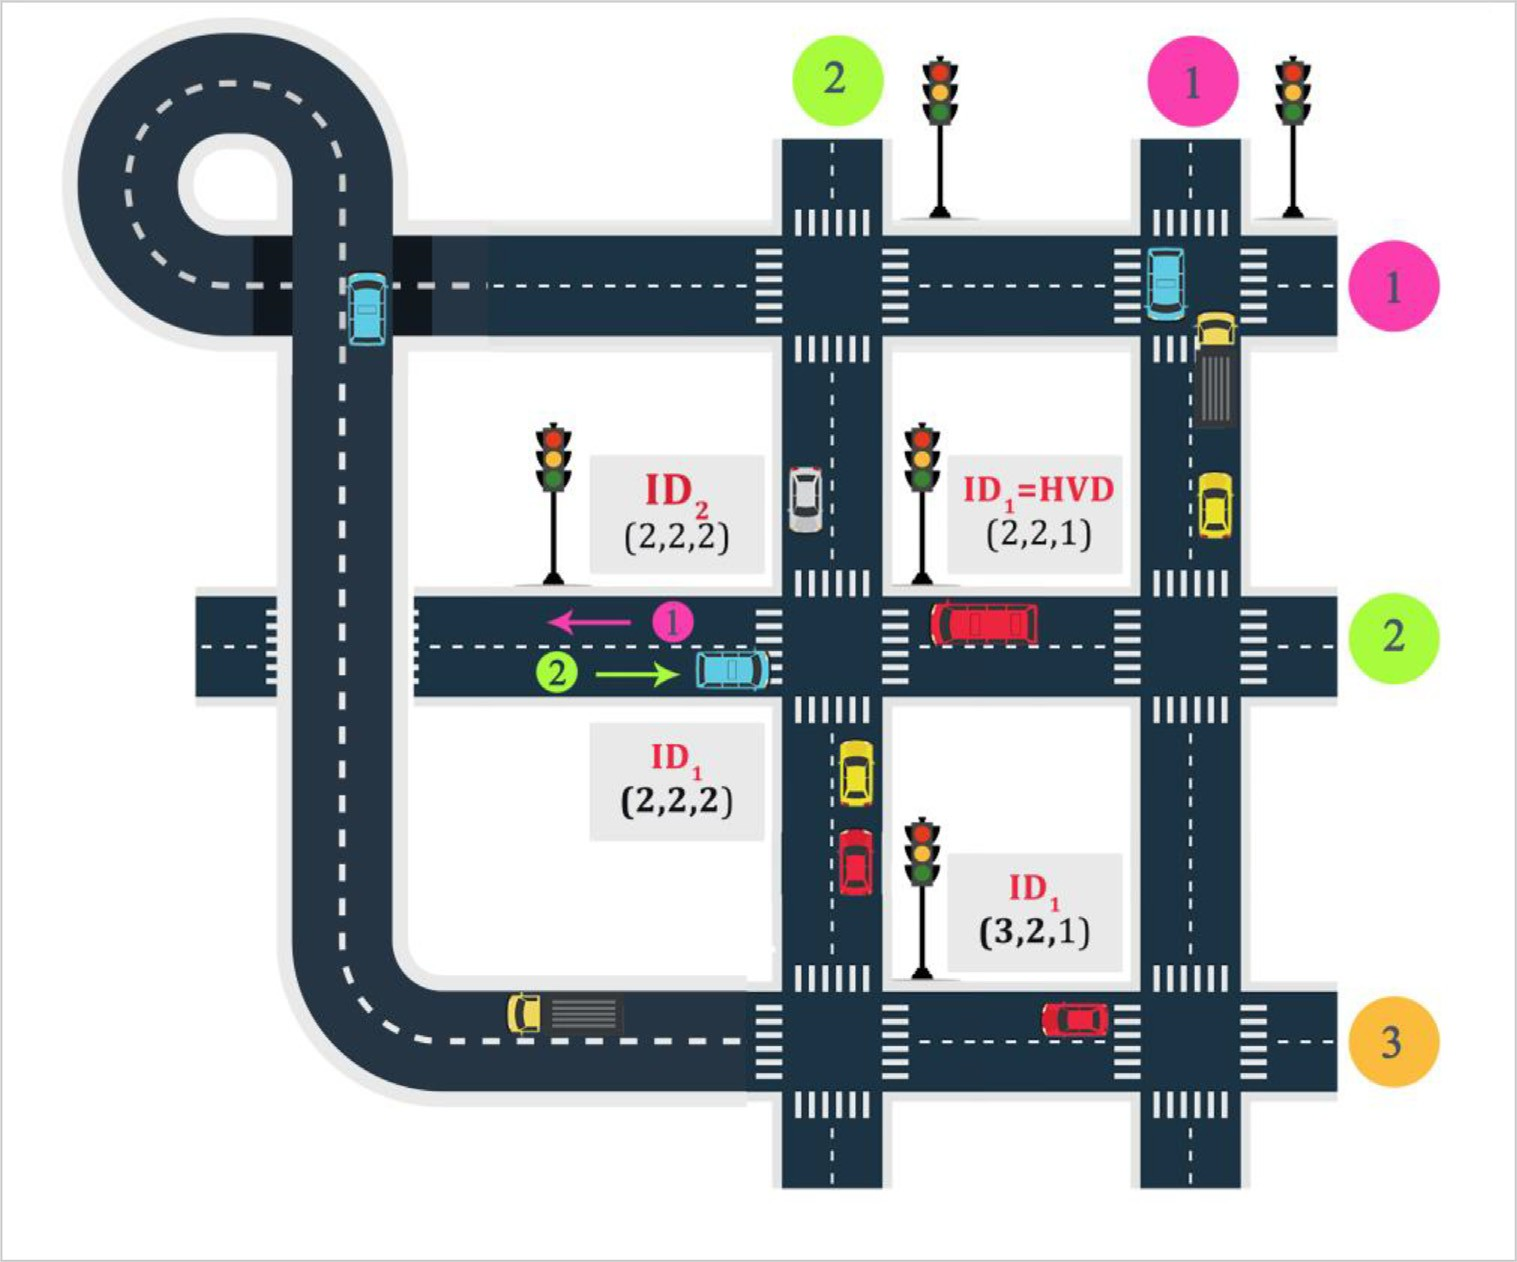 2
1
1
ID2
(2,2,2)
ID1=HVD
(2,2,1)
1
2
2
ID1
(2,2,2)
ID1
(3,2,1)
3